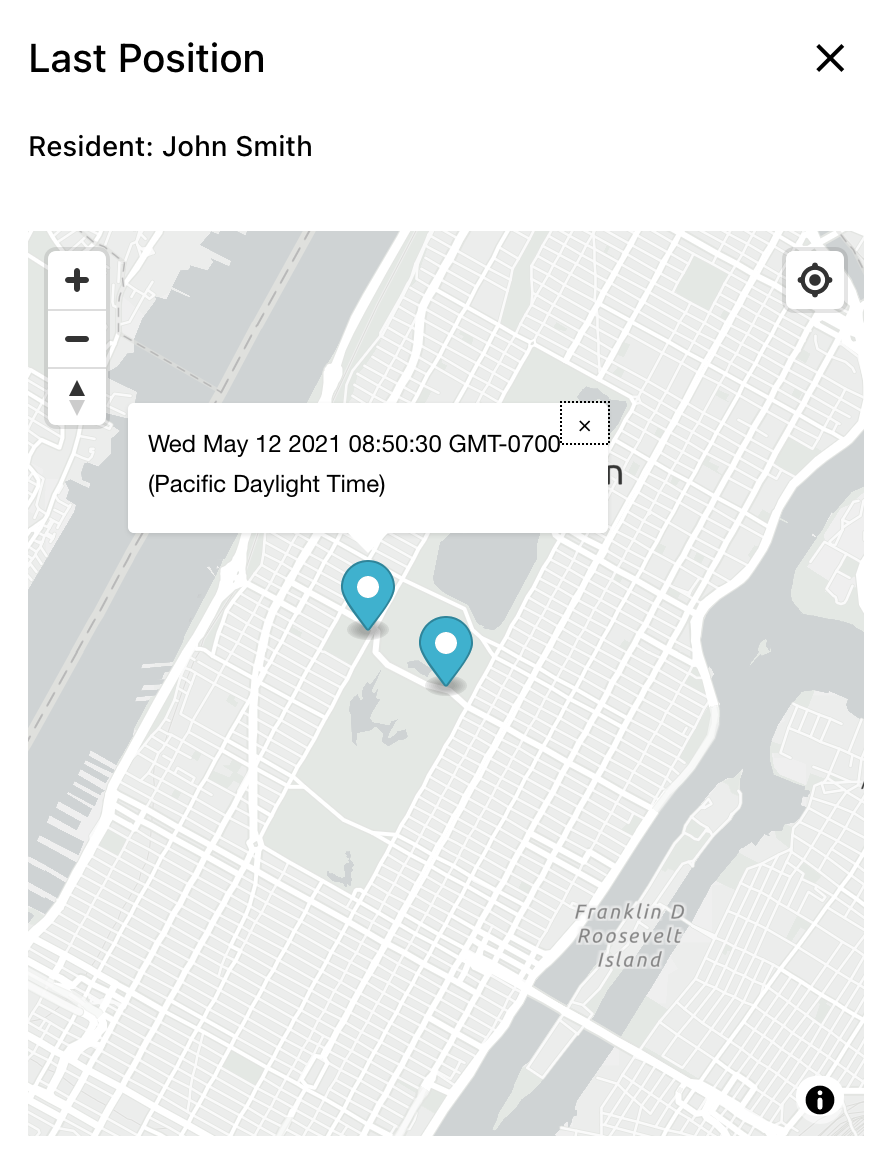 Last Position
Resident: John Smith
Wed May 12 2021 08:50:30 GMT-0700
(Pacific Daylight Time)
×
n
Franklin D
Roosevelt
Island